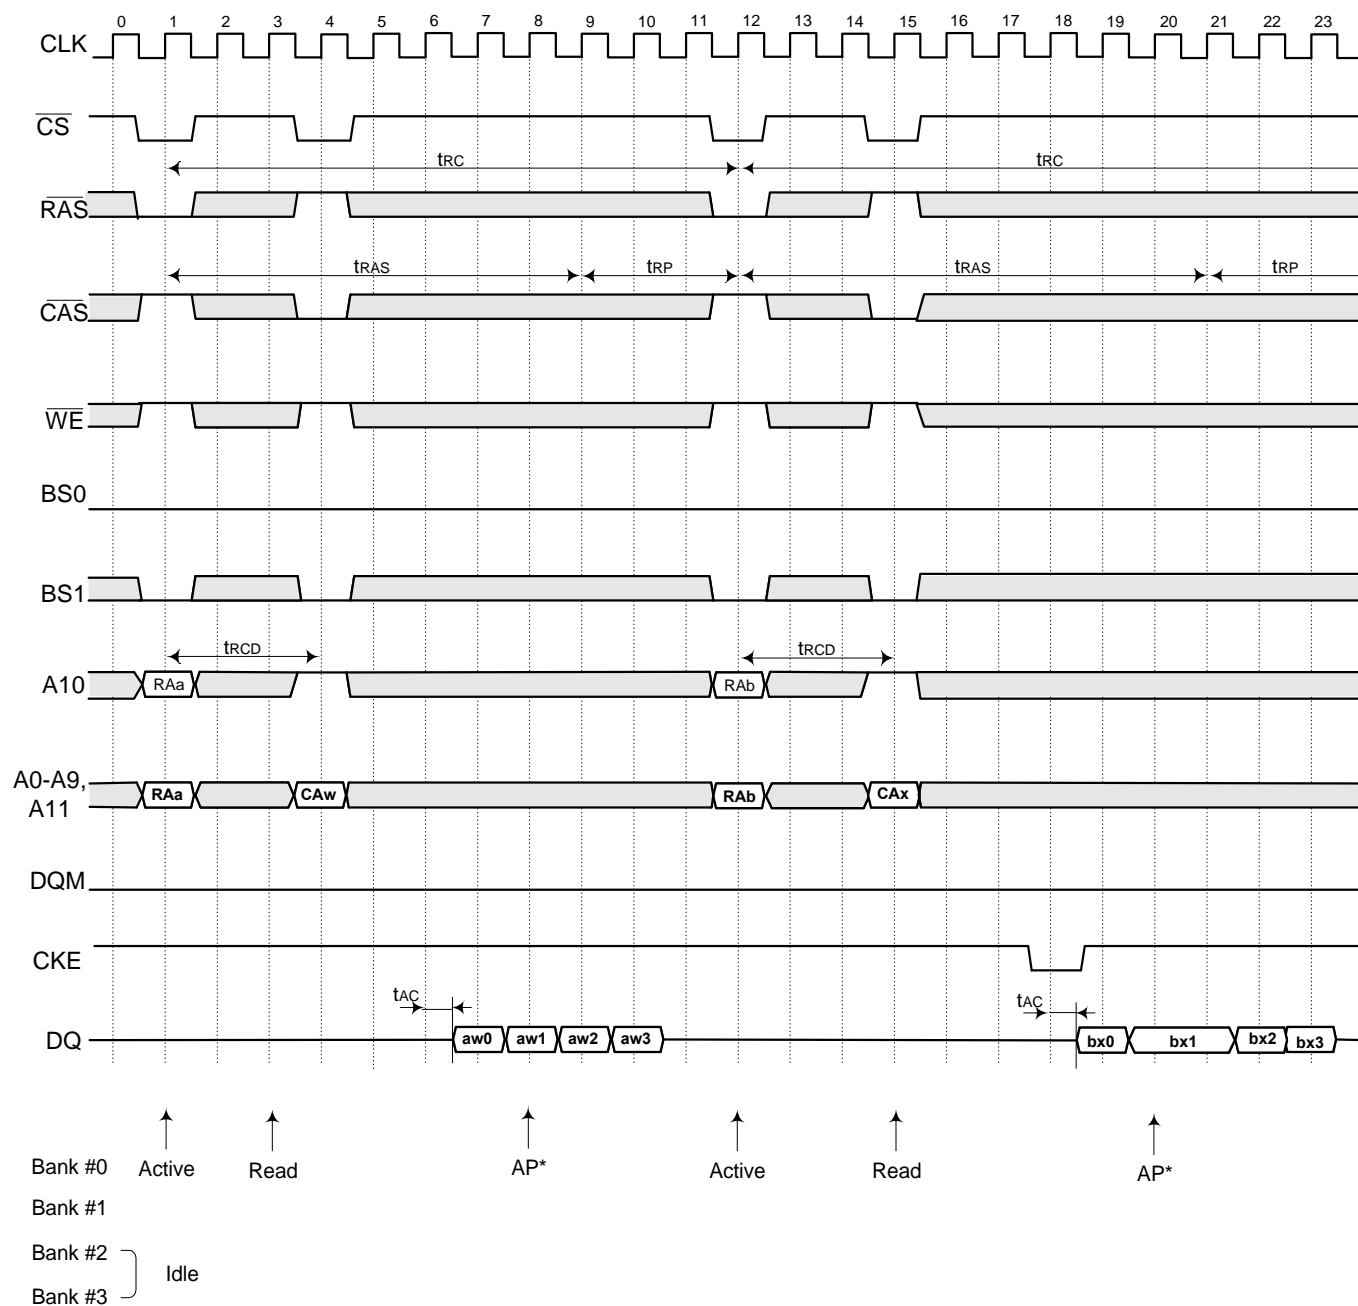 0 1 2 3 4 5 6 7 8 9 10 11 12 13 14 15 16 17 18 19 20 21 22 23
CLK
CS
tRC tRC
RAS
tRAS tRP tRAS tRP
CAS
WE
BS0
BS1
tRCD tRCD
A10 RAa RAb
A0-A9,
A11 RAa CAw RAb CAx
DQM
CKE
tAC tAC
DQ aw0 aw1 aw2 aw3 bx0 bx1 bx2 bx3
Bank #0 Active Read AP* Active Read AP*
Bank #1
Bank #2
Idle
Bank #3